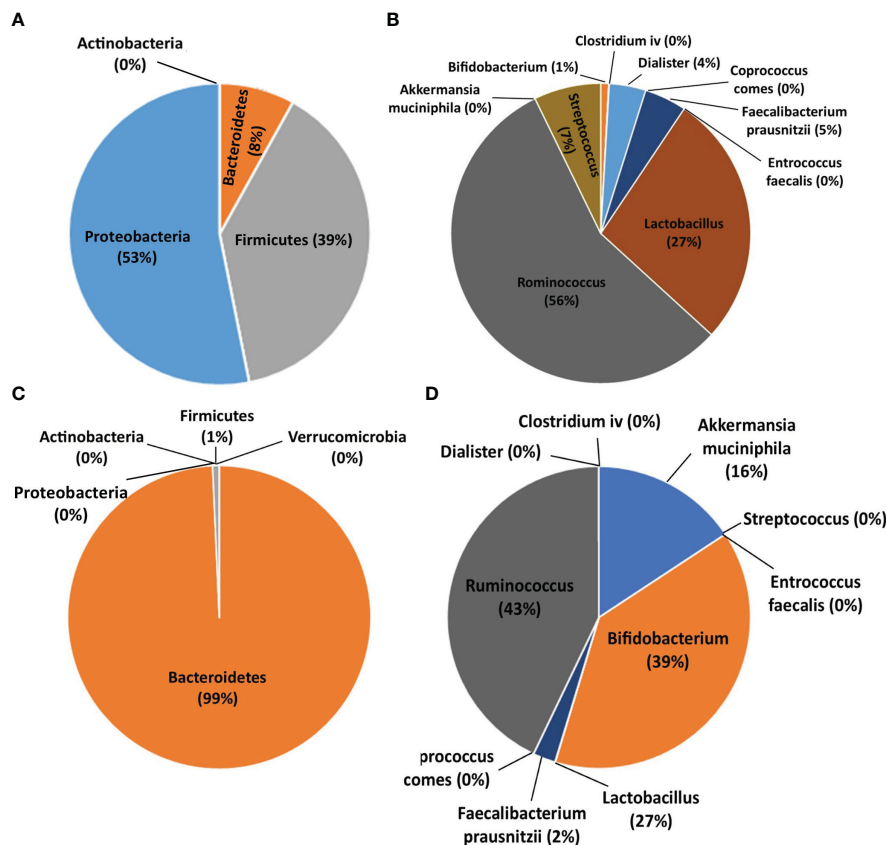 A
Actinobacteria
(0%)
Bacteroidetes
(8%)
Proteobacteria
(53%)
Firmicutes (39%)
B
Clostridium iv (0%)
Bifidobacterium (1%)
Dialister (4%)
Akkermansia
muciniphila (0%)
Streptococcus
(7%)
Coprococcus
comes (0%)
Faecalibacterium
prausnitzii (5%)
Entrococcus
faecalis (0%)
Lactobacillus
(27%)
Rominococcus
(56%)
C
Firmicutes
(1%)
Actinobacteria
(0%)
Verrucomicrobia
(0%)
Proteobacteria
(0%)
Bacteroidetes
(99%)
D
Clostridium iv (0%)
Dialister (0%)
Akkermansia
muciniphila
(16%)
Streptococcus (0%)
Entrococcus
faecalis (0%)
Ruminococcus
(43%)
Bifidobacterium
(39%)
prococcus
comes (0%)
Faecalibacterium
prausnitzii (2%)
Lactobacillus
(27%)